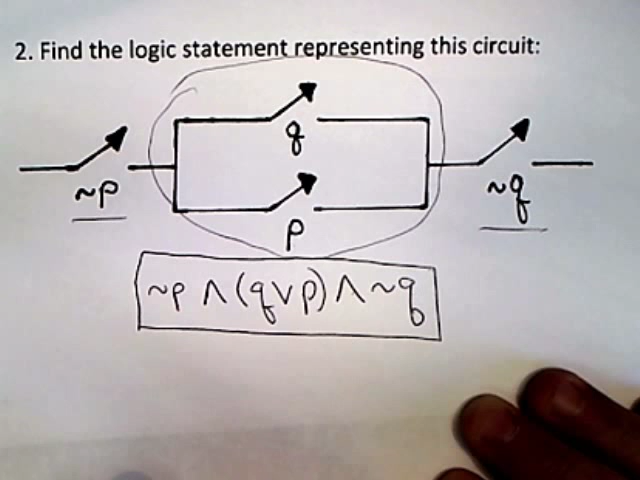 2. Find the logic statement representing this circuit:
q
~p
~q
p
~p ∧ (q ∨ p) ∧ ~q